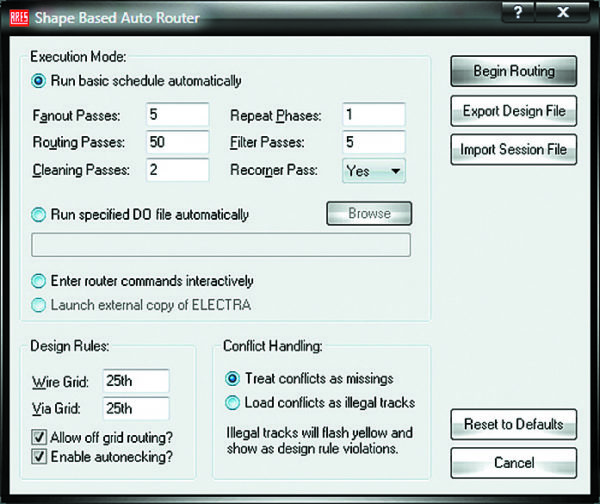 ARES Shape Based Auto Router ? X
Execution Mode:
Run basic schedule automatically
Begin Routing
Fanout Passes: 5 Repeat Phases: 1
Export Design File
Routing Passes: 50 Filter Passes: 5
Import Session File
Cleaning Passes: 2 Recorner Pass: Yes
Run specified DO file automatically Browse
Enter router commands interactively
Launch external copy of ELECTRA
Design Rules:
Wire Grid: 25th
Via Grid: 25th
Allow off grid routing?
Enable autonecking?
Conflict Handling:
Treat conflicts as missings
Load conflicts as illegal tracks
Illegal tracks will flash yellow and
show as design rule violations.
Reset to Defaults
Cancel